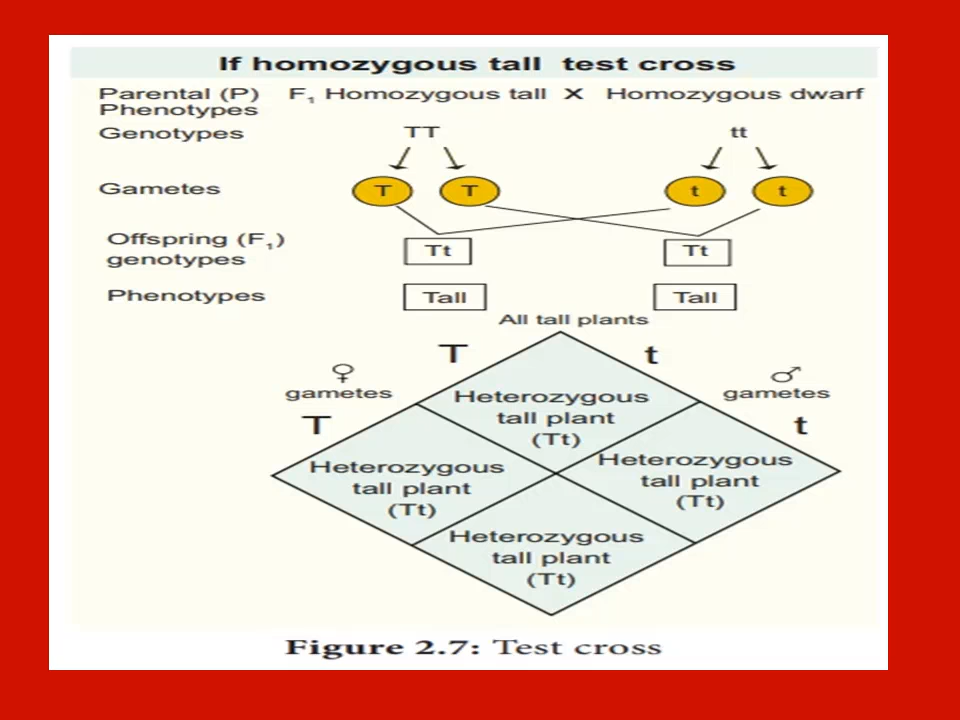 If homozygous tall test cross
Parental (P) F1 Homozygous tall X Homozygous dwarf
Phenotypes
Genotypes TT tt
Gametes T T t t
Offspring (F1) Tt Tt
genotypes
Phenotypes Tall Tall
All tall plants
T t
♀ ♂
gametes gametes
T t
Heterozygous
tall plant
(Tt)
Heterozygous
tall plant
(Tt)
Heterozygous
tall plant
(Tt)
Heterozygous
tall plant
(Tt)
Figure 2.7: Test cross